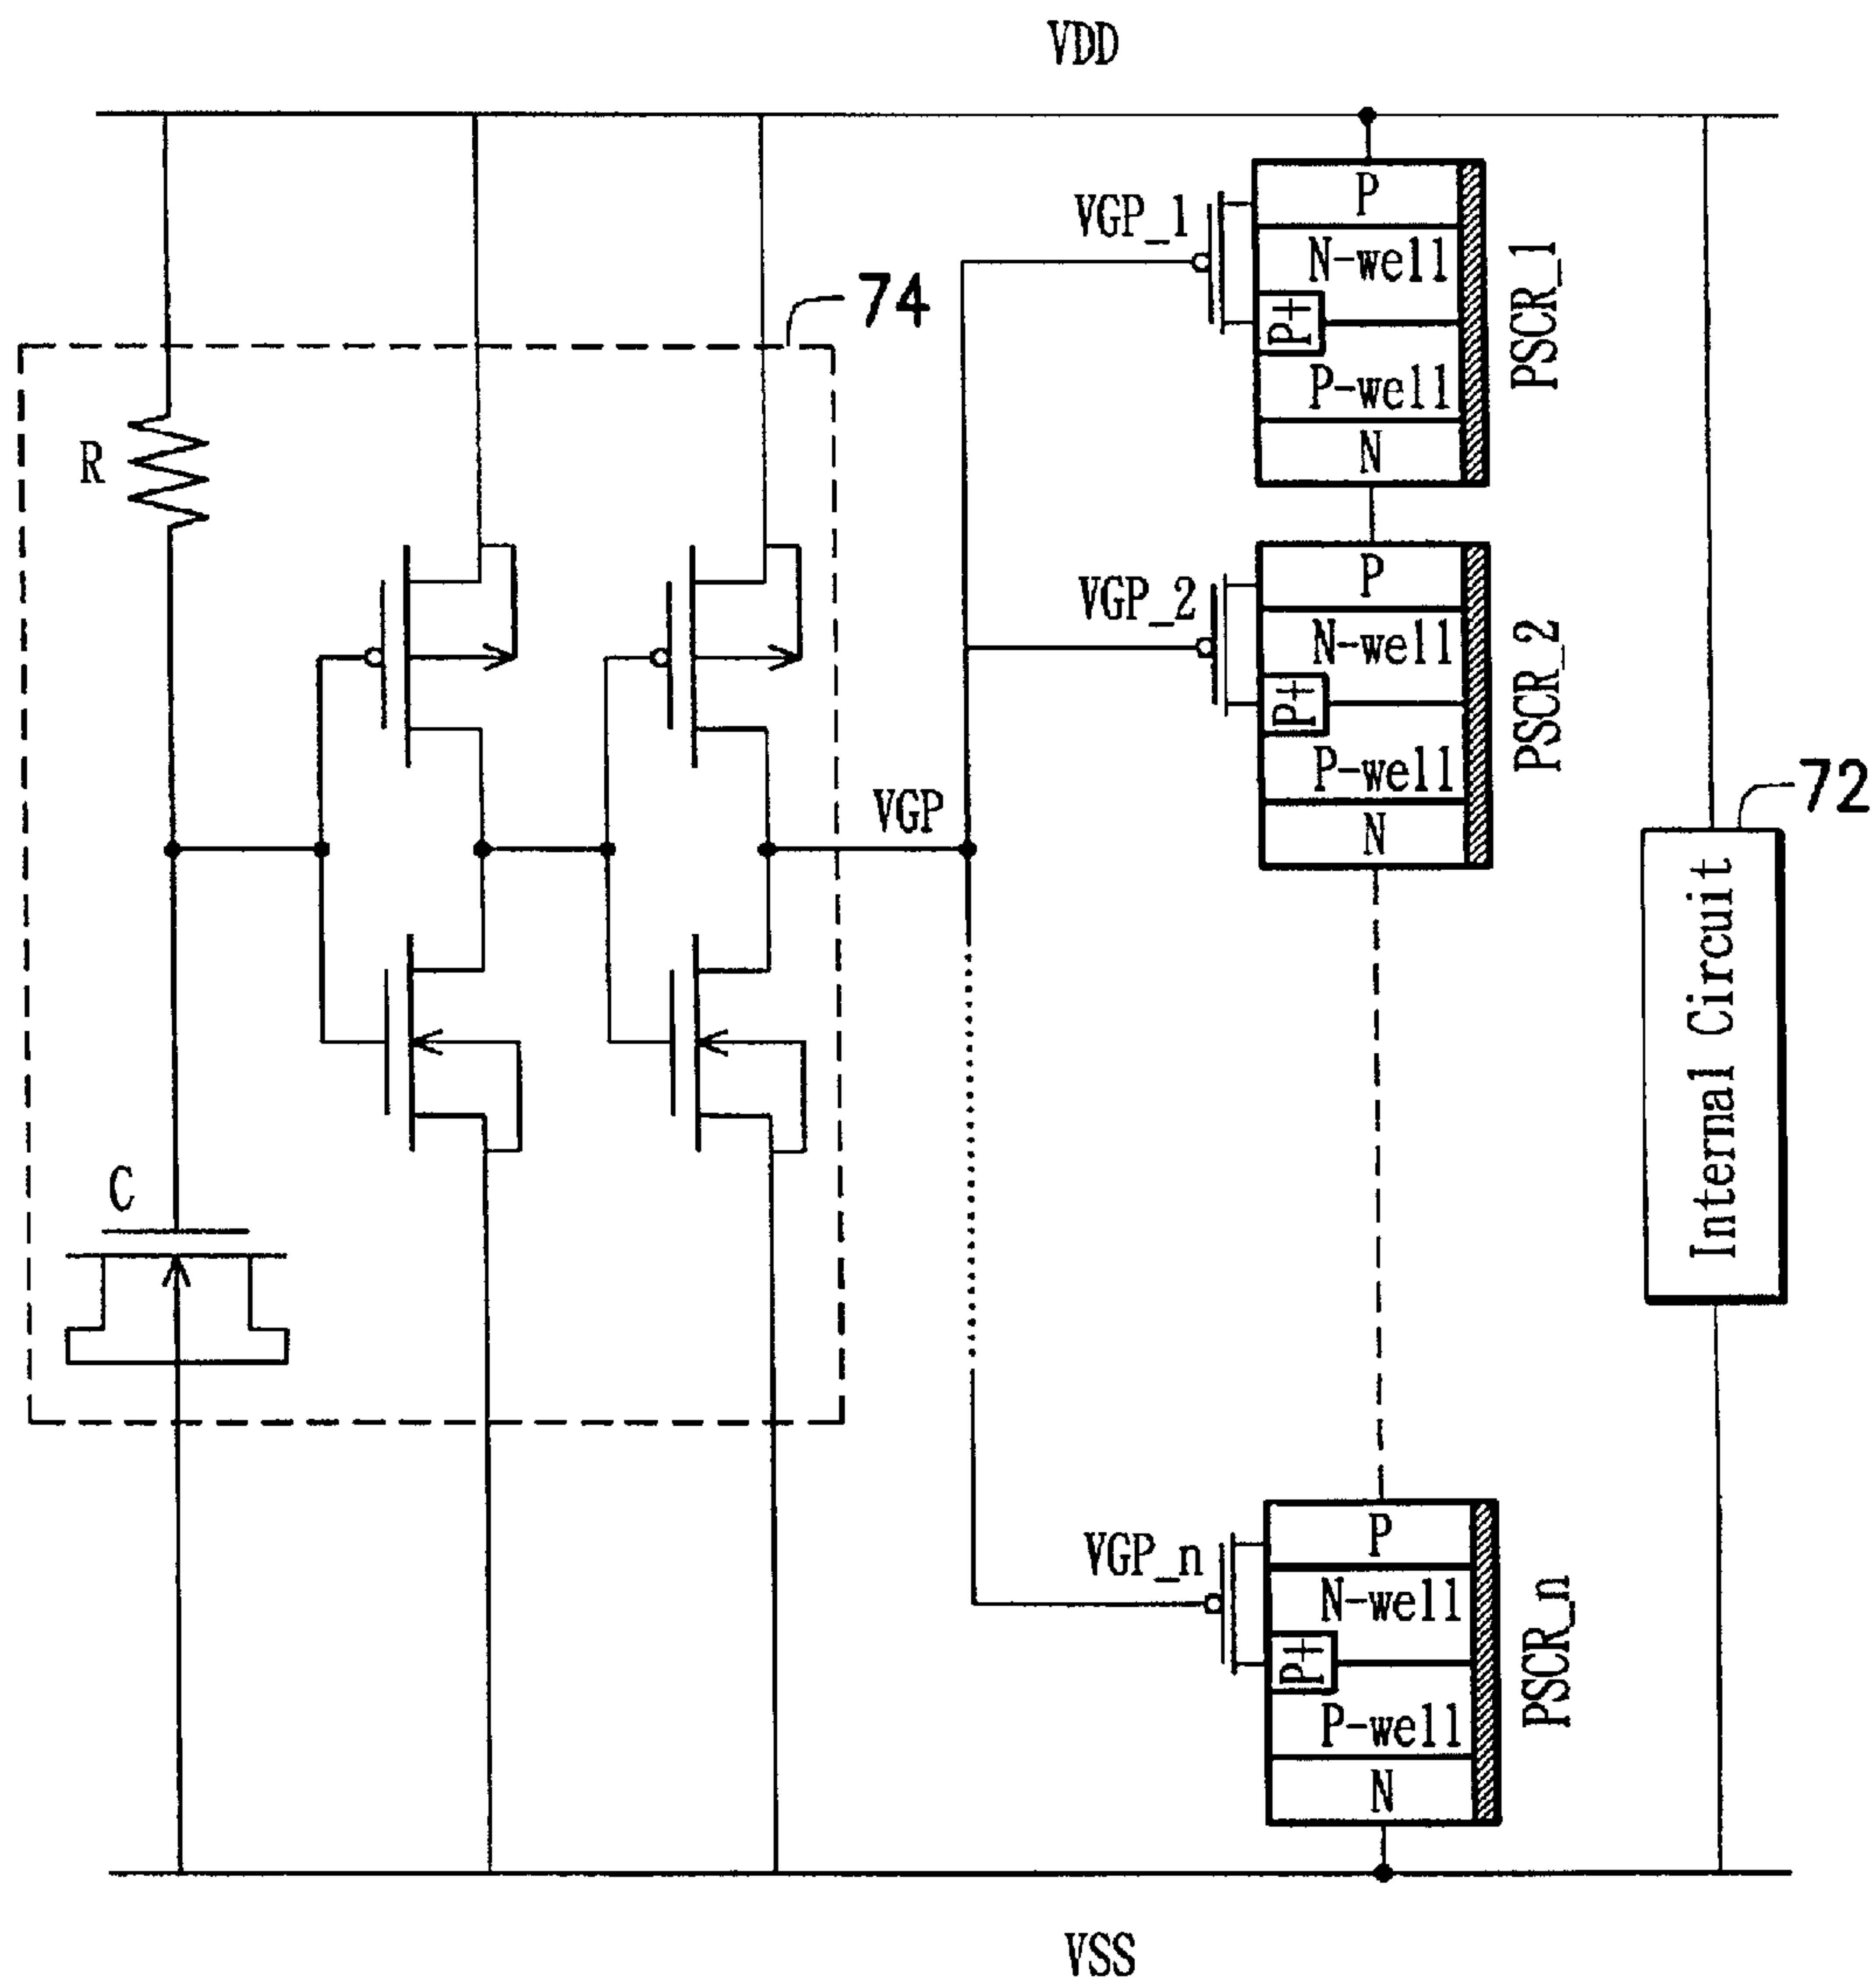 VDD
VGP_1
P
N-well
P+
P-well
N
PSCR_1
74
R
VGP_2
P
N-well
P+
P-well
N
PSCR_2
VGP
72
Internal Circuit
C
VGP_n
P
N-well
P+
P-well
N
PSCR_n
VSS